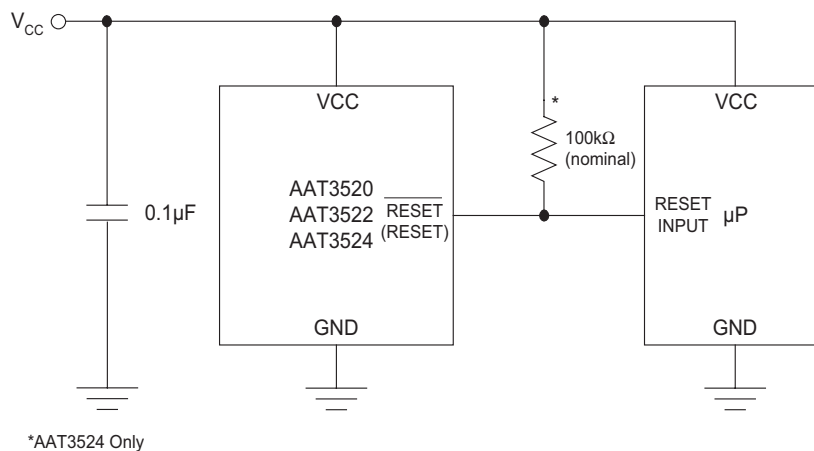 VCC
VCC
VCC
*
100kΩ
(nominal)
0.1µF
AAT3520
AAT3522
AAT3524
RESET
(RESET)
RESET
INPUT
µP
GND
GND
*AAT3524 Only